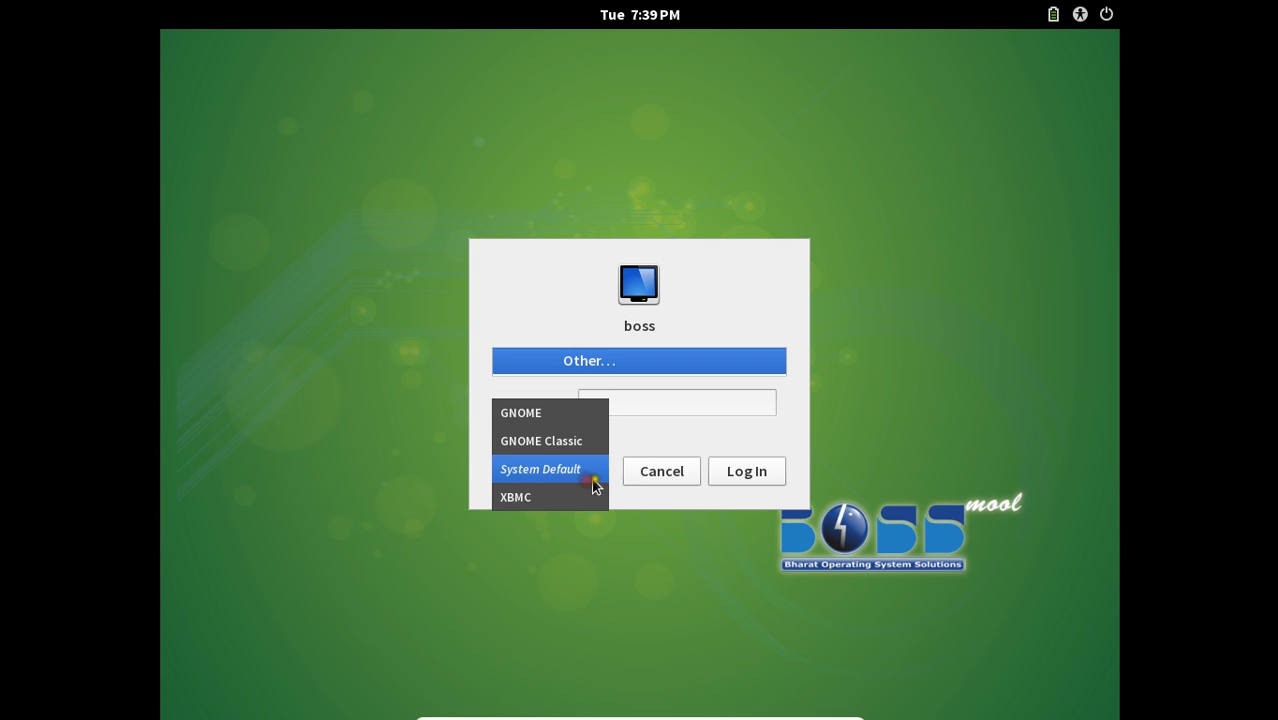 Tue 7:39 PM
boss
Other...
GNOME
GNOME Classic
System Default
XBMC
Cancel
Log In
BOSS mool
Bharat Operating System Solutions